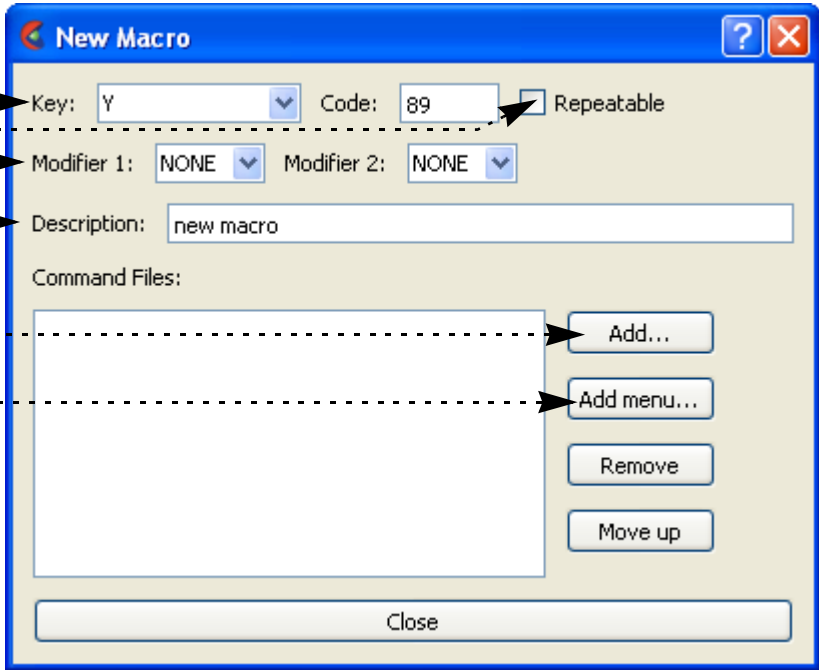 New Macro
Key: Y Code: 89 Repeatable
Modifier 1: NONE Modifier 2: NONE
Description: new macro
Command Files:
Add...
Add menu...
Remove
Move up
Close